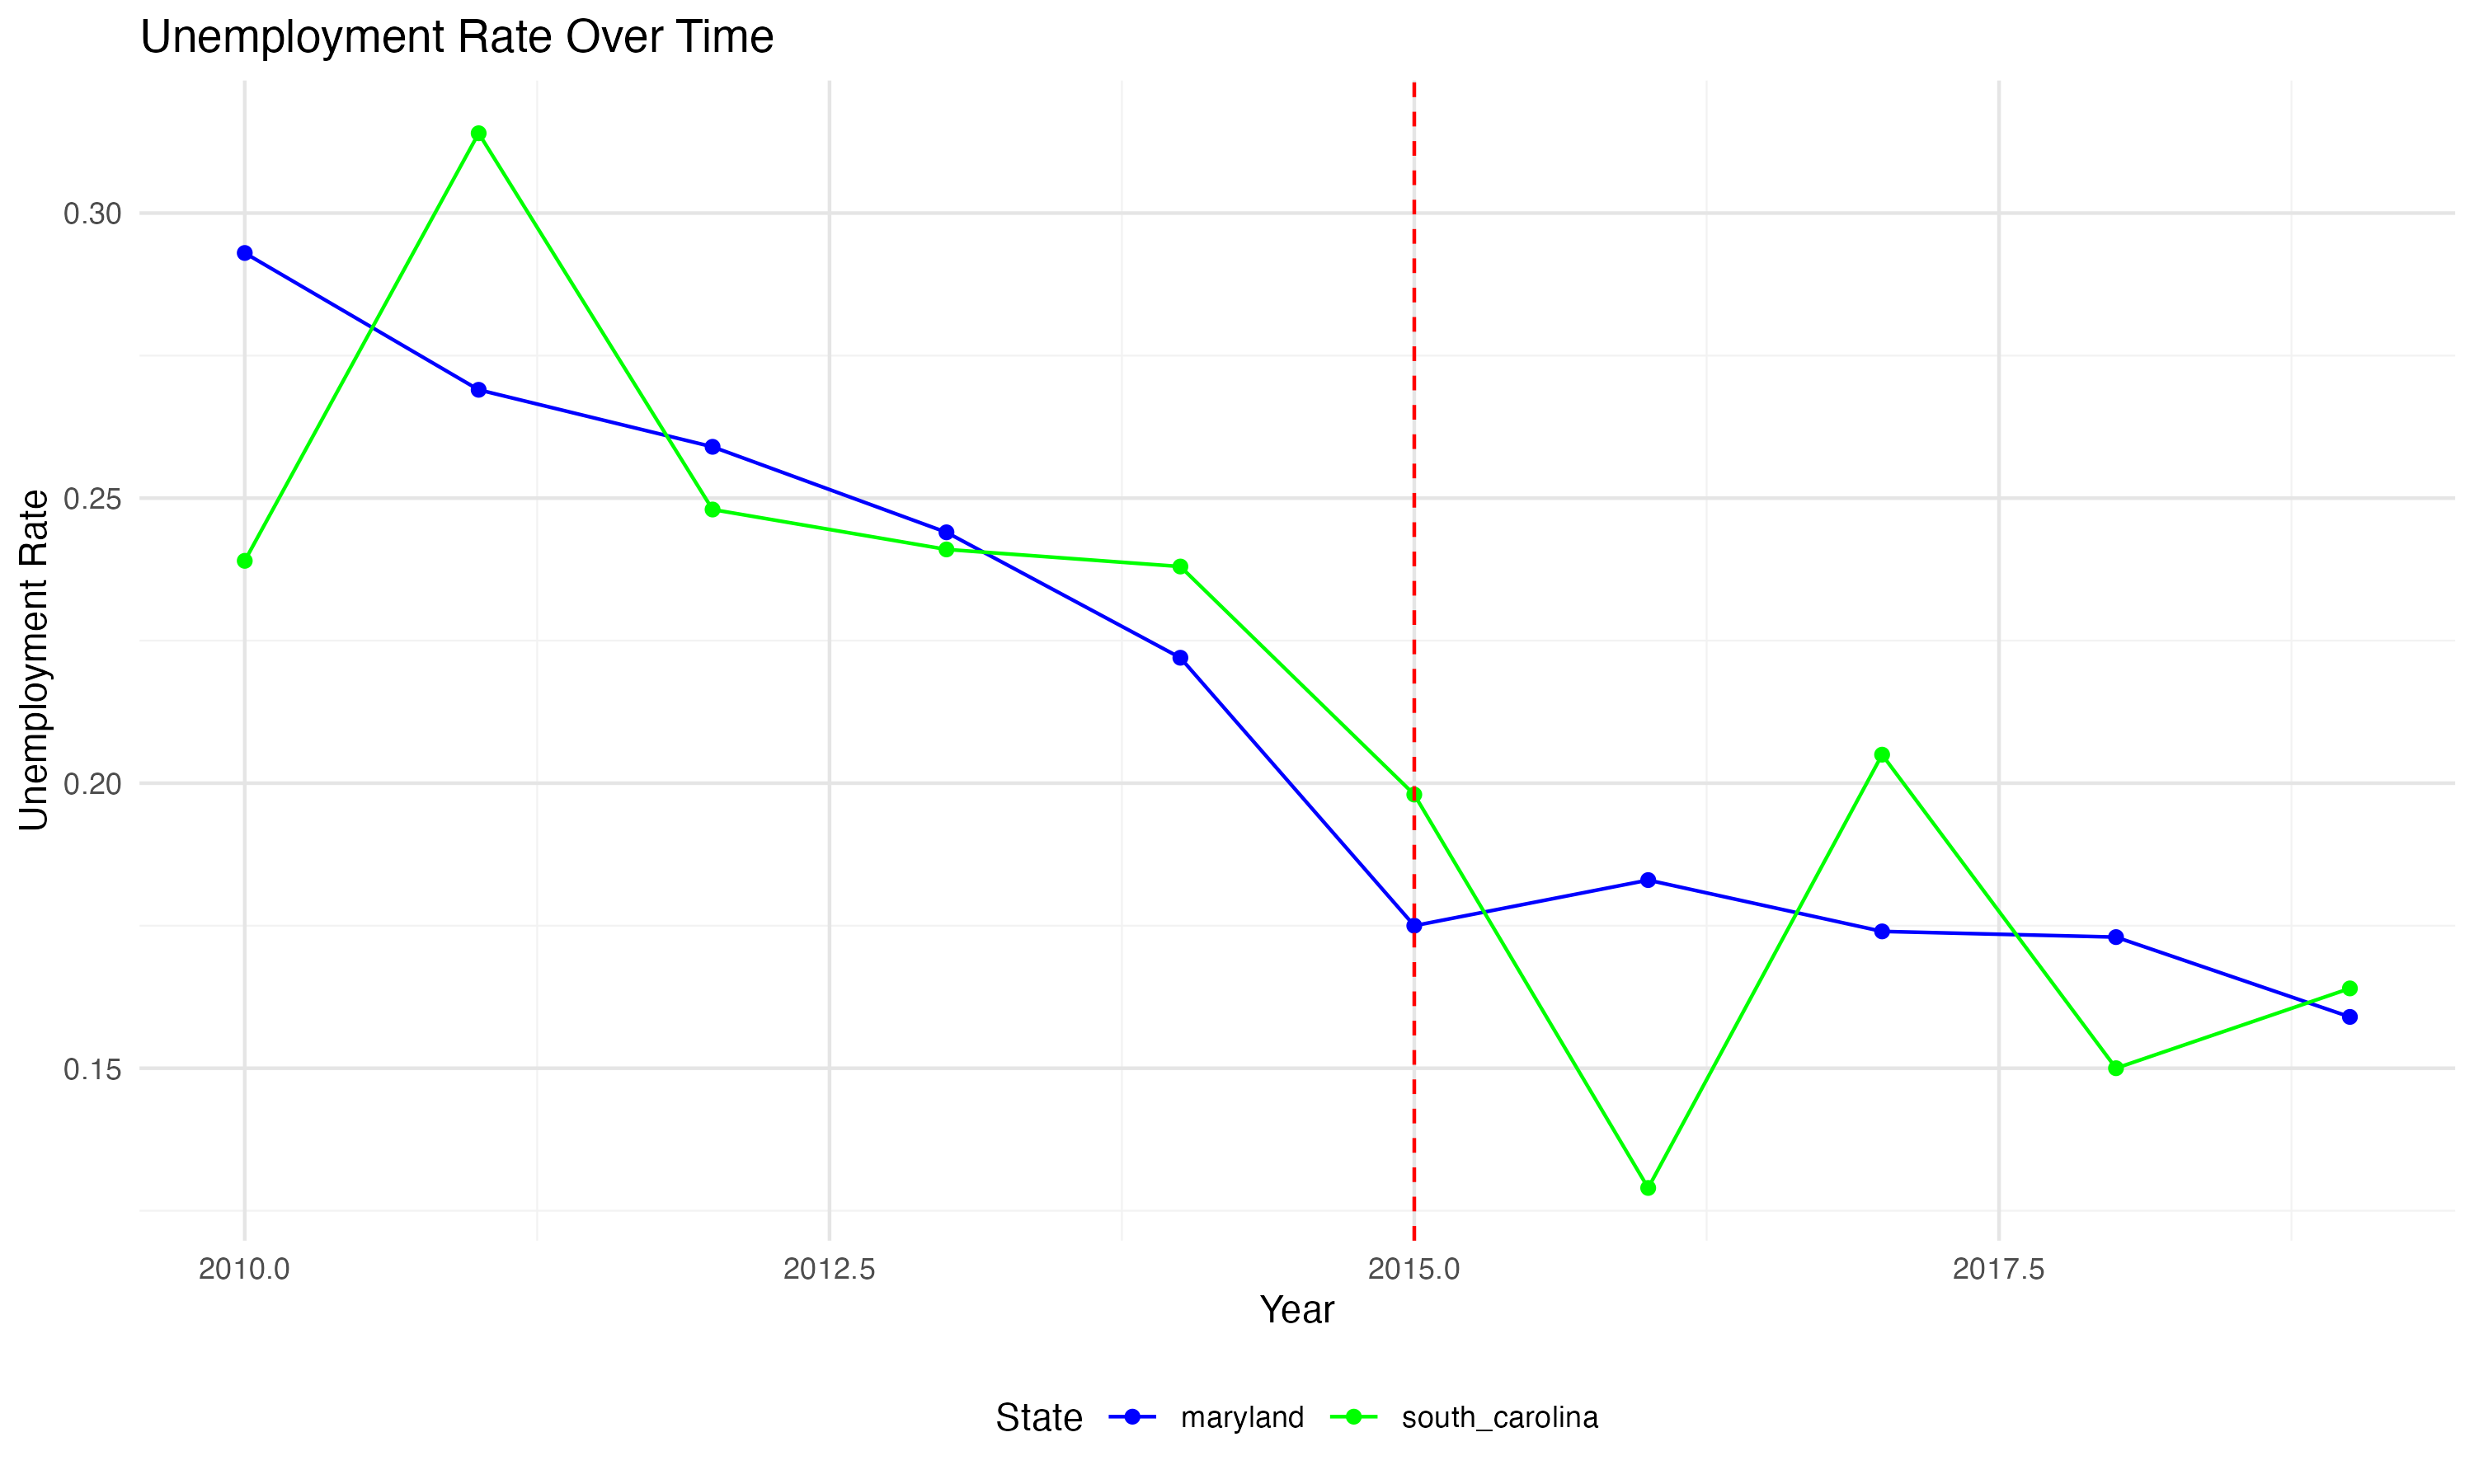 Unemployment Rate Over Time
Unemployment Rate
0.30
0.25
0.20
0.15
2010.0 2012.5 2015.0 2017.5
Year
State maryland south_carolina